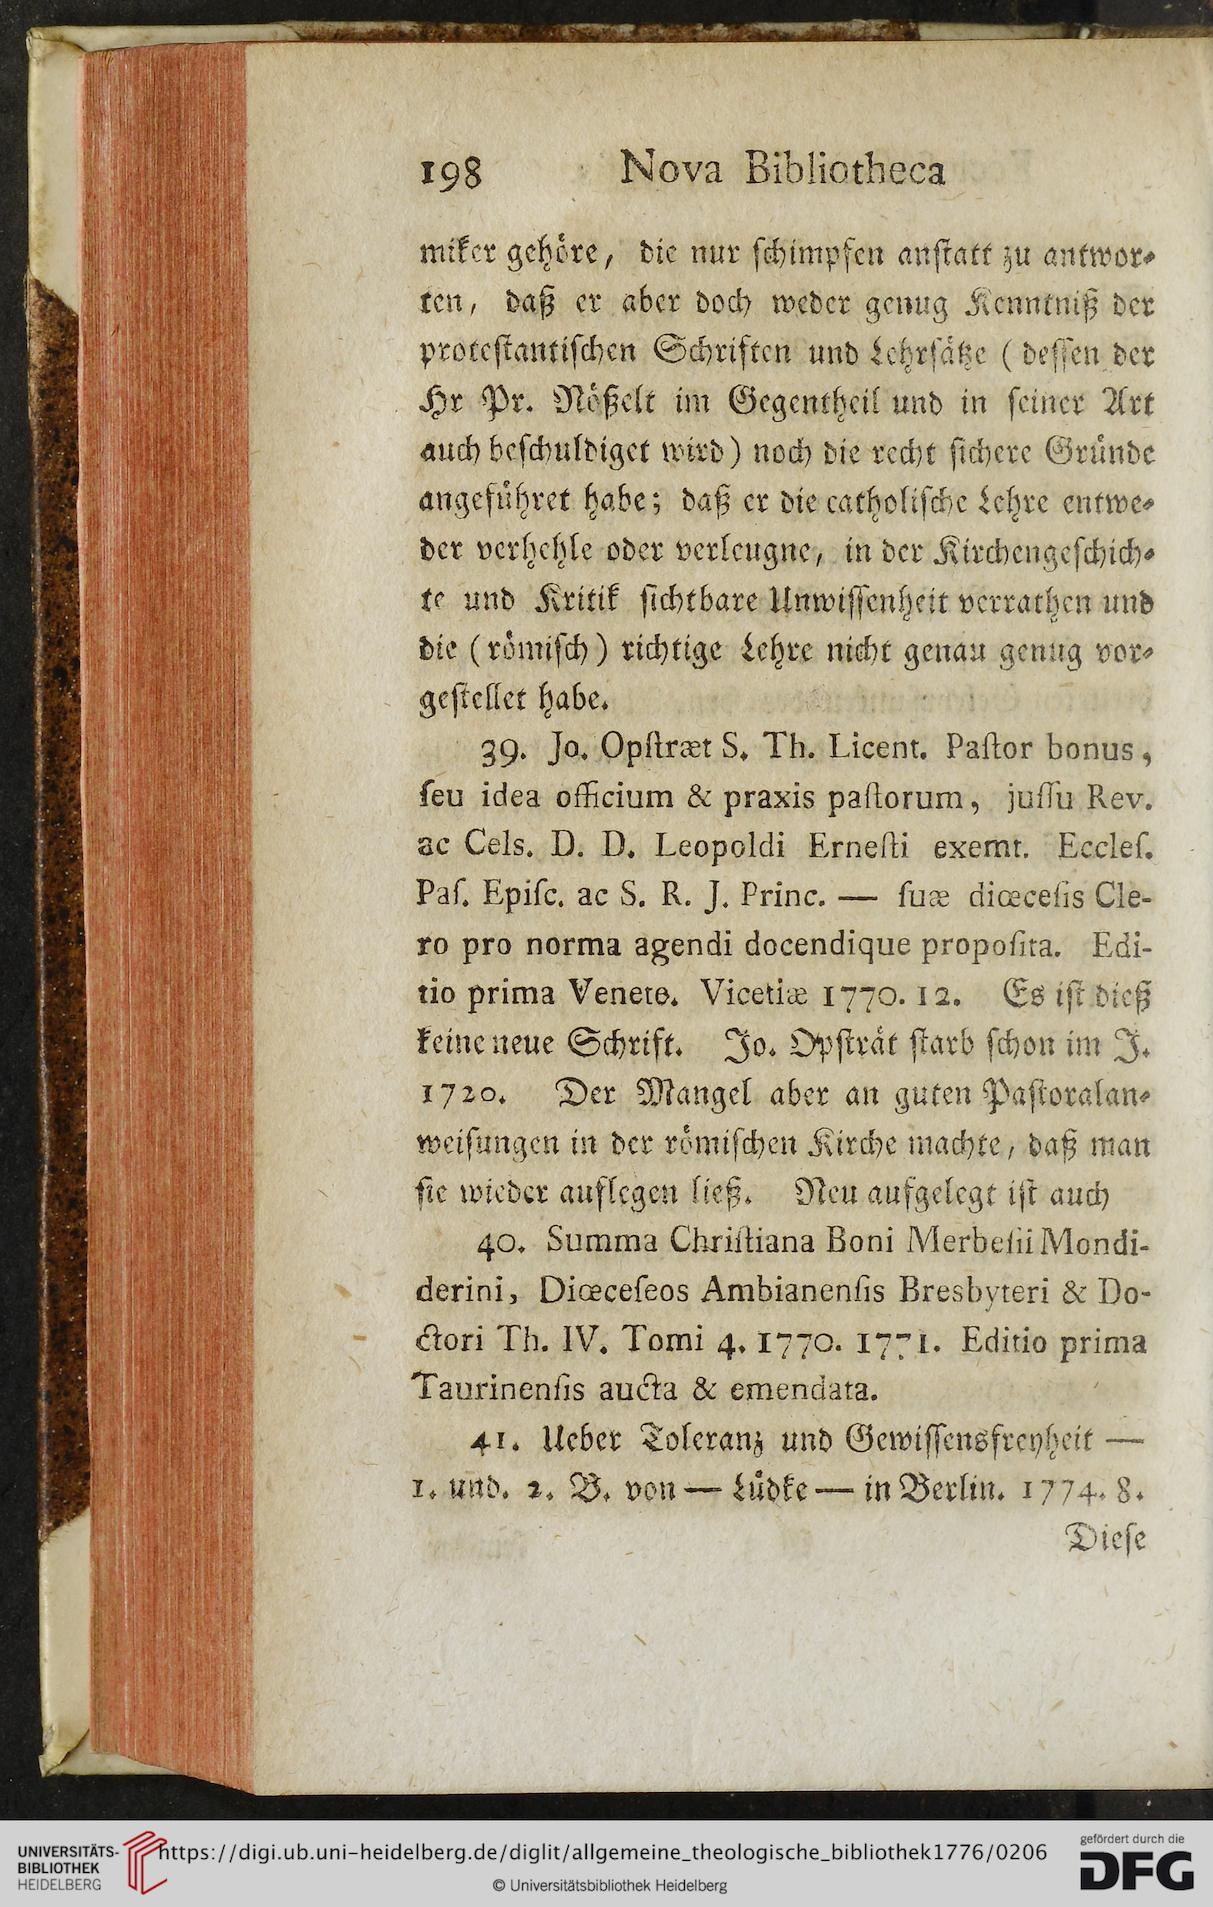 198 Nova Bibliotheca
miker gehöre, die nur ſchimpfen anſtatt zu antwor⸗
ten, daß er aber doch weder genug Kenntniß der
proteſtantiſchen Schriften und Lehrſätze (deſſen der
Hr Pr. Nößelt im Gegentheil und in ſeiner Art
auch beſchuldiget wird) noch die recht ſichere Gründe
angeführet habe; daß er die catholiſche Lehre entwe⸗
der verhehle oder verleugne, in der Kirchengeſchich⸗
te und Kritik ſichtbare Unwiſſenheit verrathen und
die (römiſch) richtige Lehre nicht genau genug vor⸗
geſtellet habe.
39. Jo. Opſtræt S. Th. Licent. Paſtor bonus,
ſeu idea officium & praxis paſtorum, juſſu Rev.
ac Cels. D. D. Leopoldi Erneſti exemt. Eccleſ.
Paſ. Epiſc. ac S. R. J. Princ. — ſuæ diœceſis Cle-
ro pro norma agendi docendique propoſita. Edi-
tio prima Veneto. Vicetiæ 1770. 12. Es iſt dieß
keine neue Schrift. Jo. Opſträt ſtarb ſchon im J.
1720. Der Mangel aber an guten Paſtoralan⸗
weiſungen in der römiſchen Kirche machte, daß man
ſie wieder auflegen ließ. Neu aufgelegt iſt auch
40. Summa Chriſtiana Boni Merbeſii Mondi-
derini, Diœceſeos Ambianenſis Bresbyteri & Do-
ctori Th. IV. Tomi 4. 1770. 1771. Editio prima
Taurinenſis aucta & emendata.
41. Ueber Toleranz und Gewiſſensfreyheit —
1. und. 2. B. von — Lüdke — in Berlin. 1774. 8.
Dieſe
UNIVERSITÄTS-
BIBLIOTHEK
HEIDELBERG
https://digi.ub.uni-heidelberg.de/diglit/allgemeine_theologische_bibliothek1776/0206
© Universitätsbibliothek Heidelberg
gefördert durch die
DFG